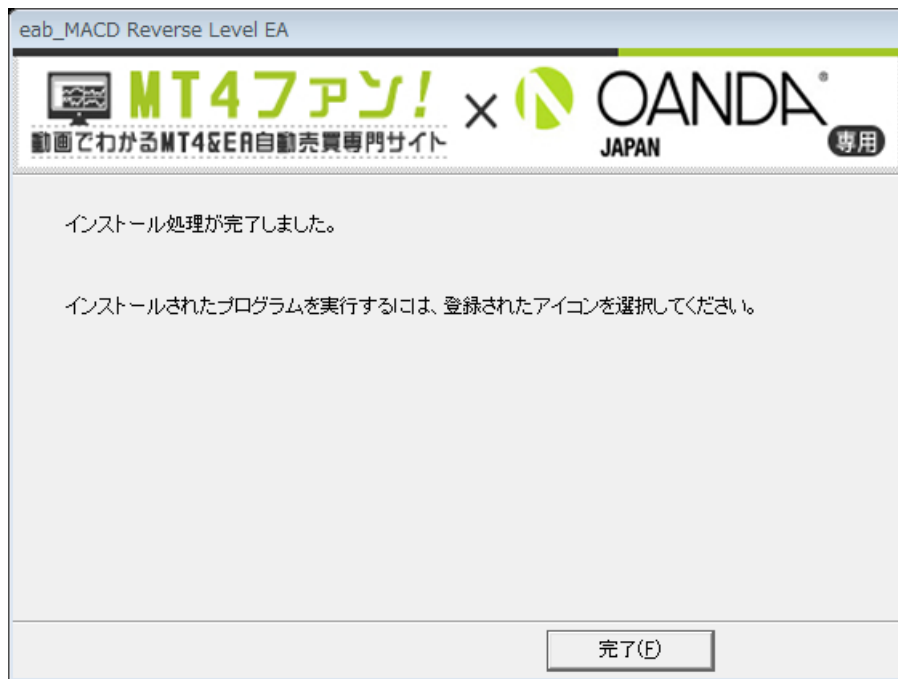 eab_MACD Reverse Level EA
MT4ファン! × OANDA®
動画でわかるMT4&EA自動売買専門サイト JAPAN 専用
インストール処理が完了しました。
インストールされたプログラムを実行するには、登録されたアイコンを選択してください。
完了(F)